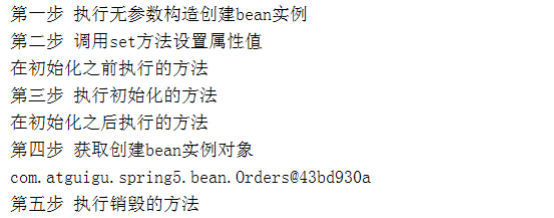 第一步 执行无参数构造创建bean实例
第二步 调用set方法设置属性值
在初始化之前执行的方法
第三步 执行初始化的方法
在初始化之后执行的方法
第四步 获取创建bean实例对象
com.atguigu.spring5.bean.Orders@43bd930a
第五步 执行销毁的方法